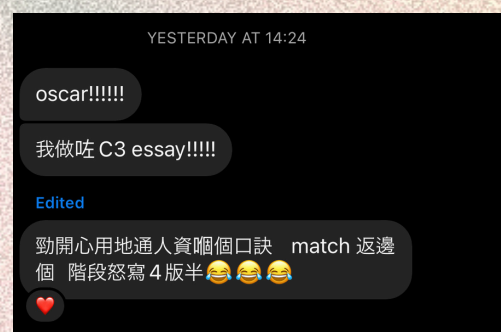 YESTERDAY AT 14:24
oscar!!!!!!
我做咗 C3 essay!!!!!
Edited
勁開心用地通人資嗰個口訣 match 返邊
個 階段怒寫 4 版半😂😂😂
❤️